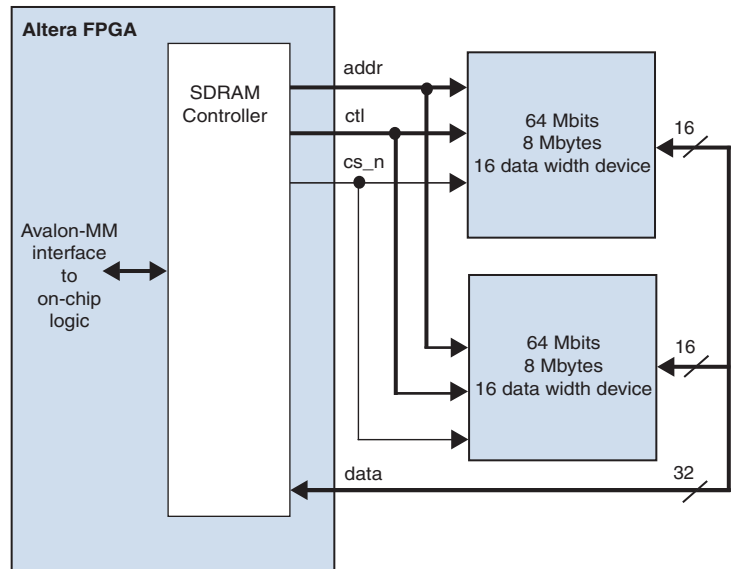 Altera FPGA
SDRAM
Controller
addr
ctl
cs_n
64 Mbits
8 Mbytes
16 data width device
16
Avalon-MM
interface
to
on-chip
logic
64 Mbits
8 Mbytes
16 data width device
16
data
32